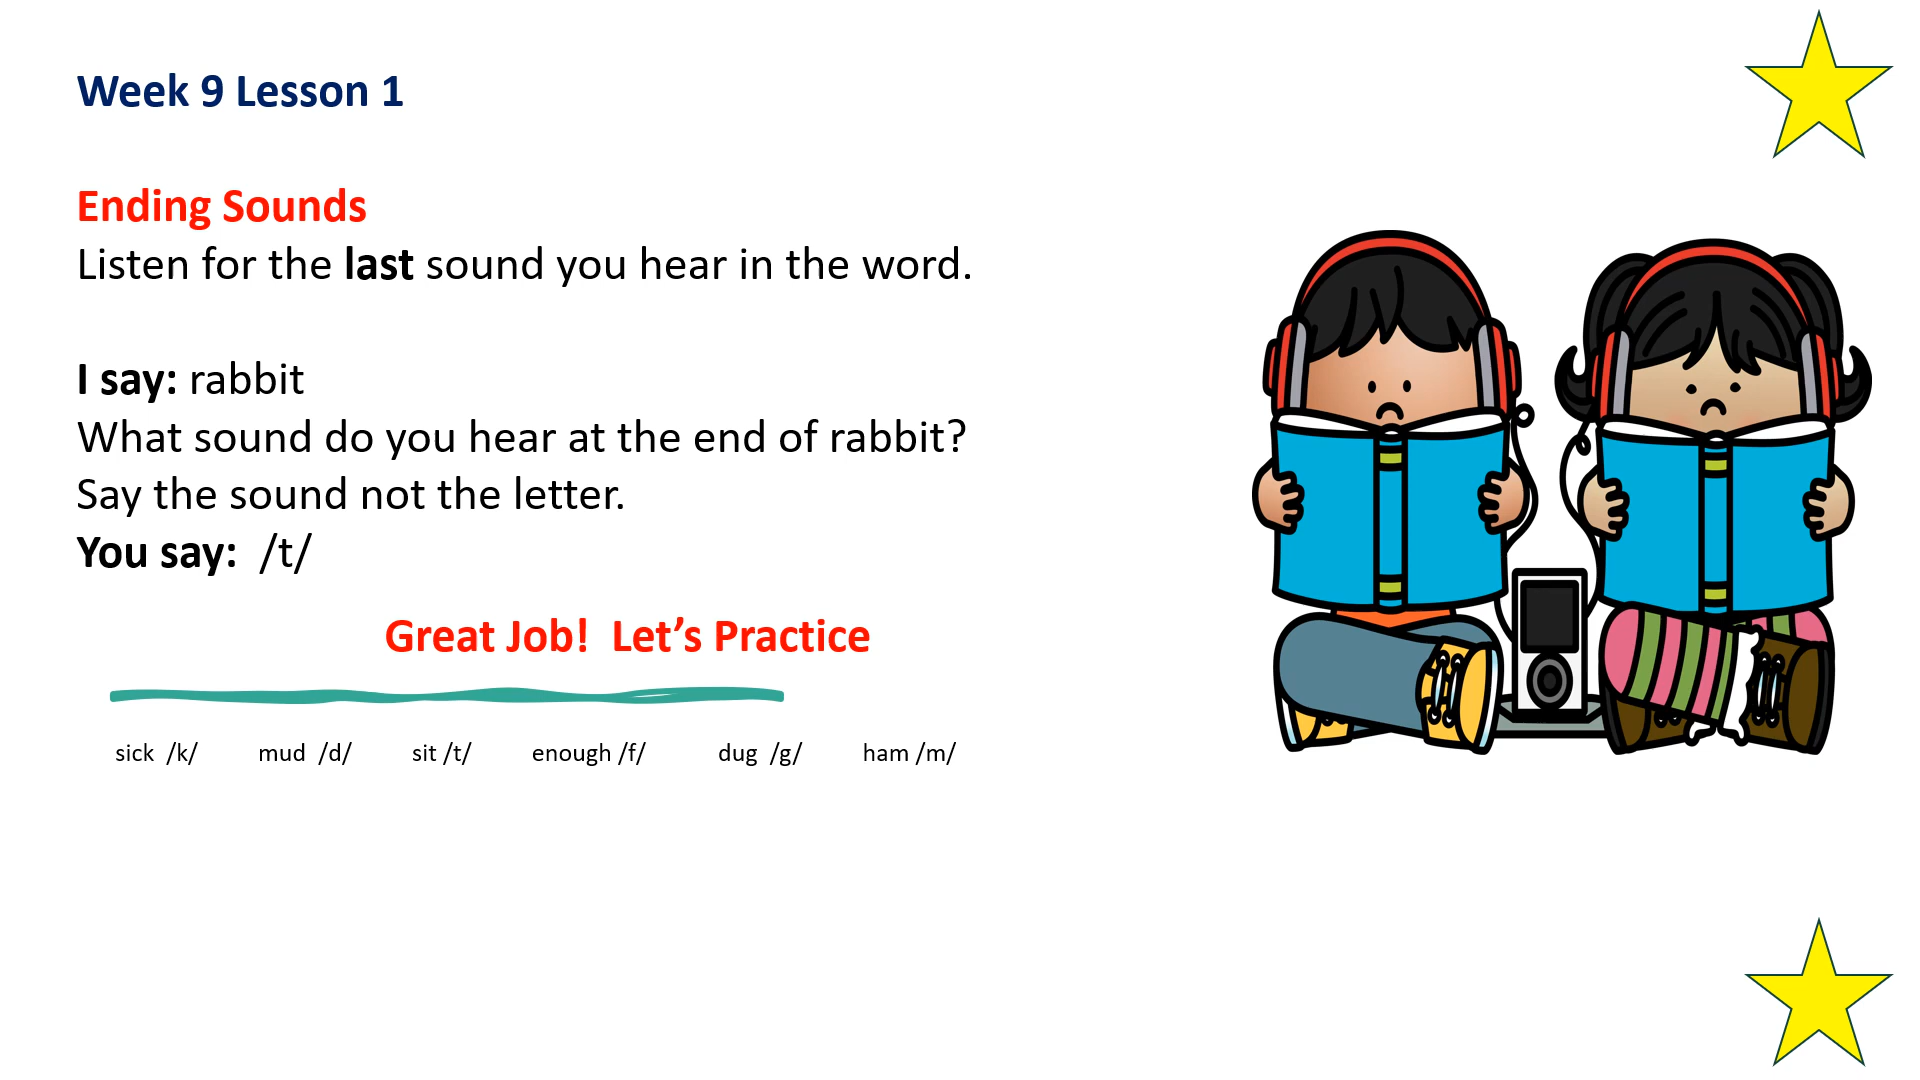 Week 9 Lesson 1
Ending Sounds
Listen for the last sound you hear in the word.
I say: rabbit
What sound do you hear at the end of rabbit?
Say the sound not the letter.
You say:  /t/
Great Job!  Let’s Practice
sick  /k/  mud  /d/  sit /t/  enough /f/  dug  /g/  ham /m/